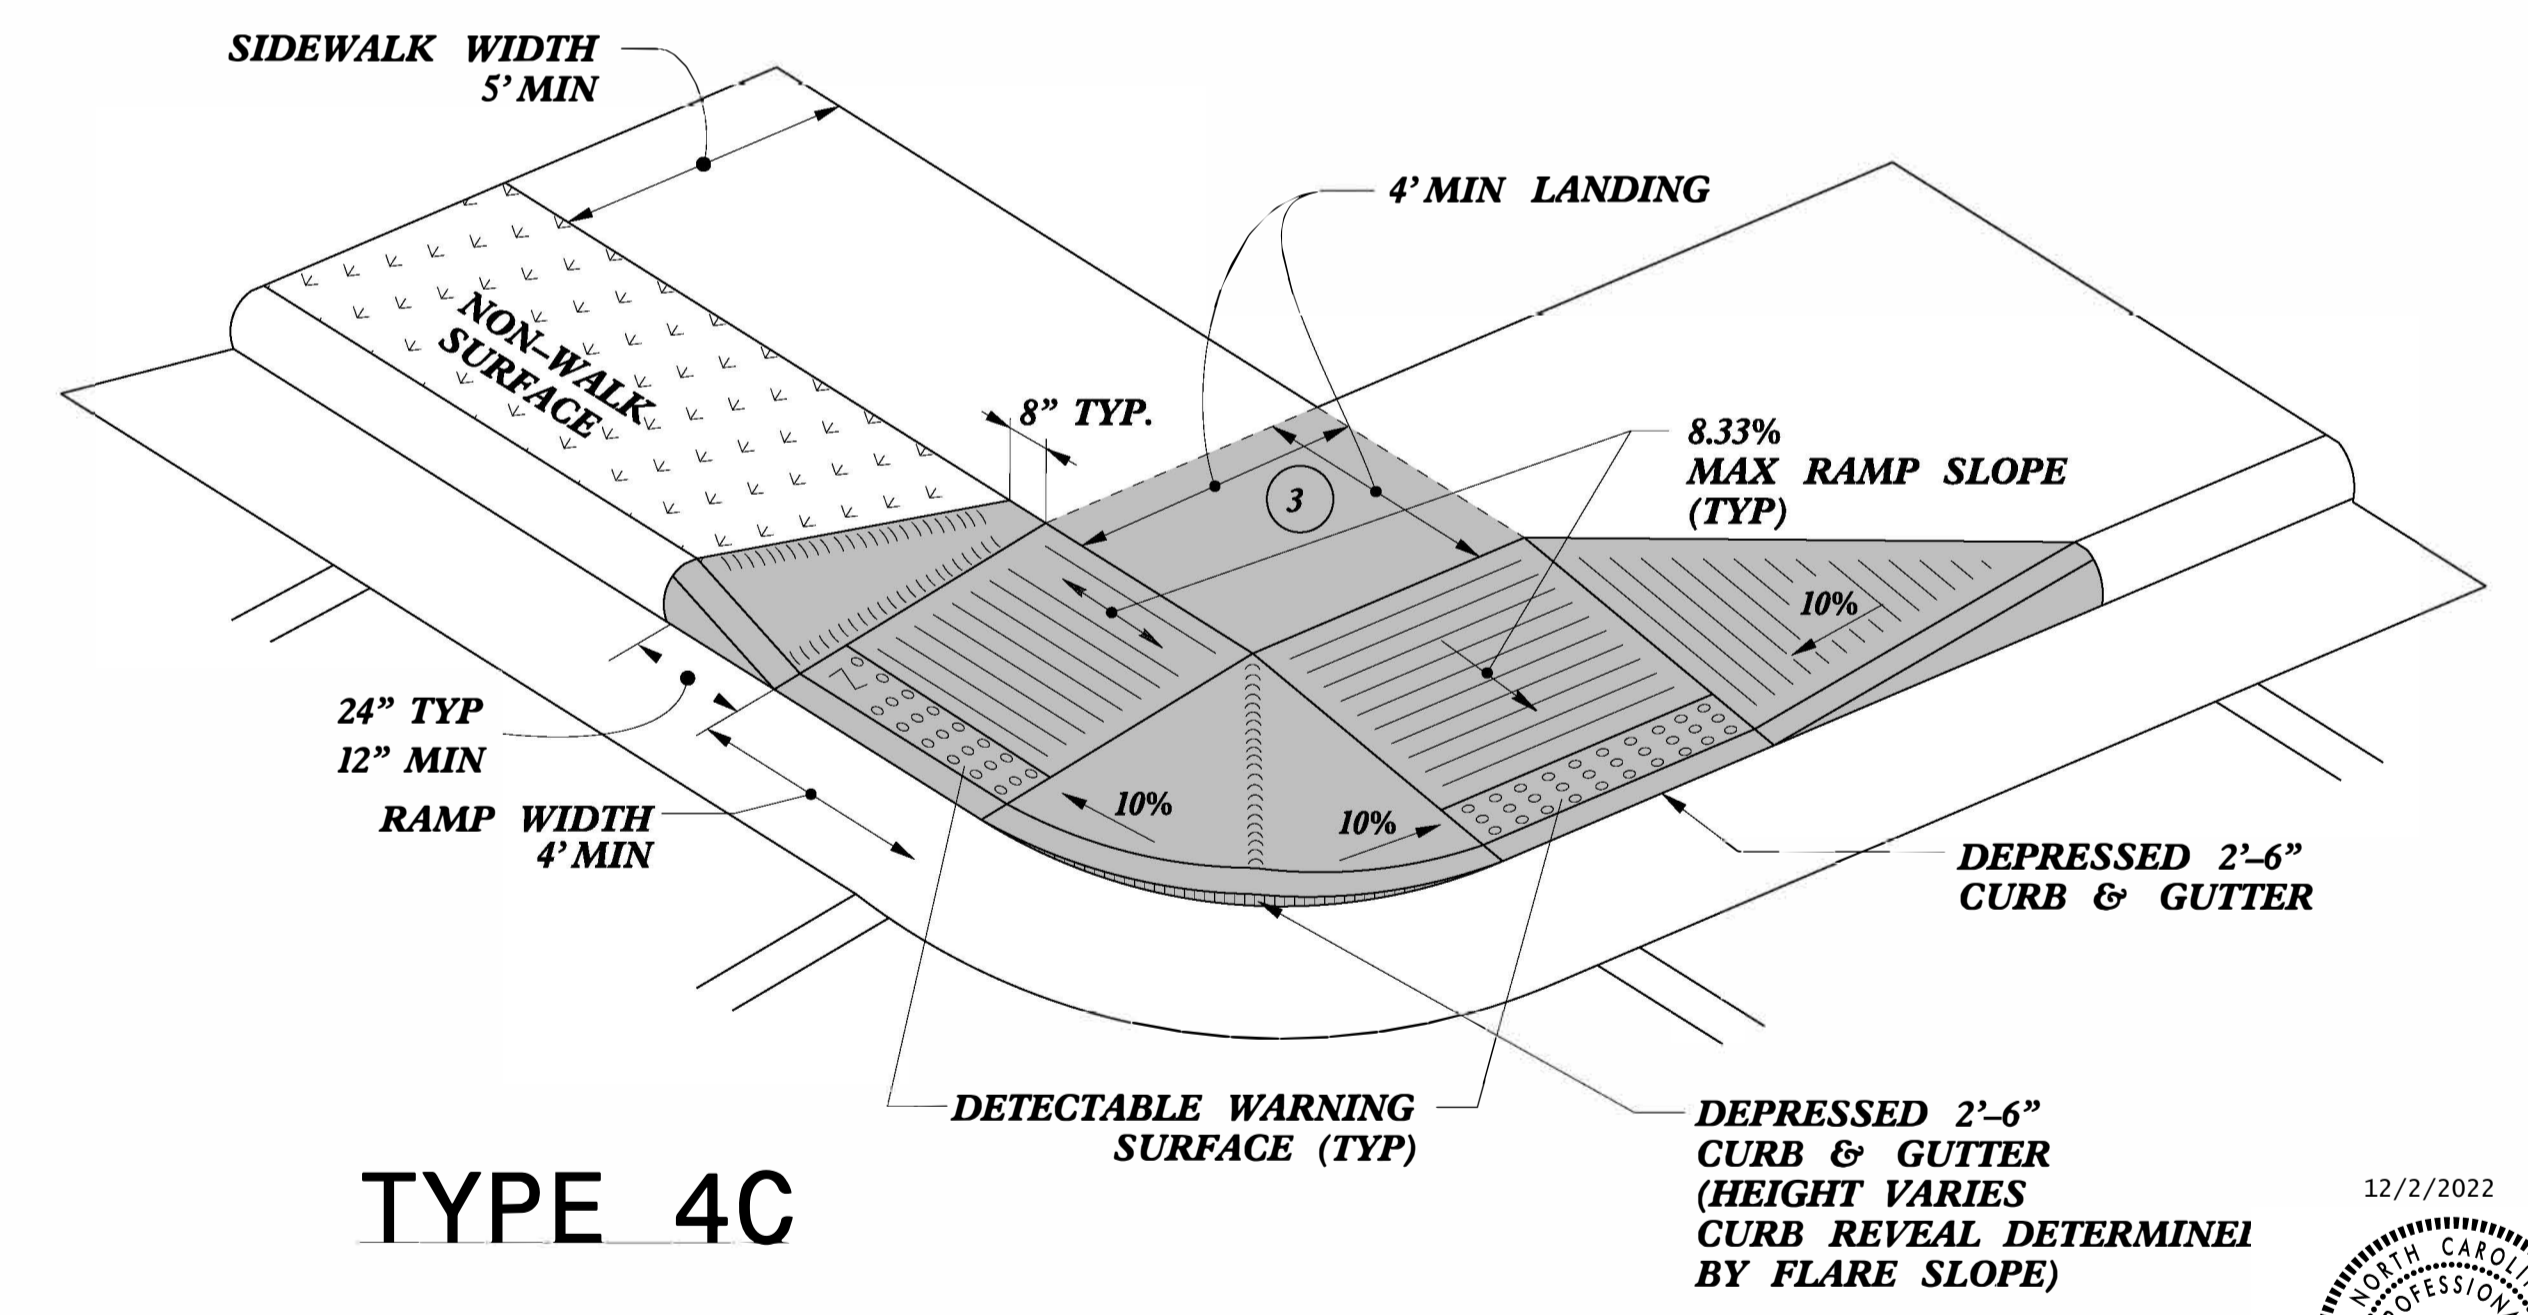 SIDEWALK WIDTH
5' MIN
4' MIN LANDING
NON-WALK
SURFACE
8" TYP.
8.33%
MAX RAMP SLOPE
(TYP)
3
10%
24" TYP
12" MIN
RAMP WIDTH
4' MIN
10%
10%
DEPRESSED 2'-6"
CURB & GUTTER
DETECTABLE WARNING
SURFACE (TYP)
DEPRESSED 2'-6"
CURB & GUTTER
(HEIGHT VARIES
CURB REVEAL
BY FLARE SLOPE)
TYPE 4C
12/2/2022
NORTH